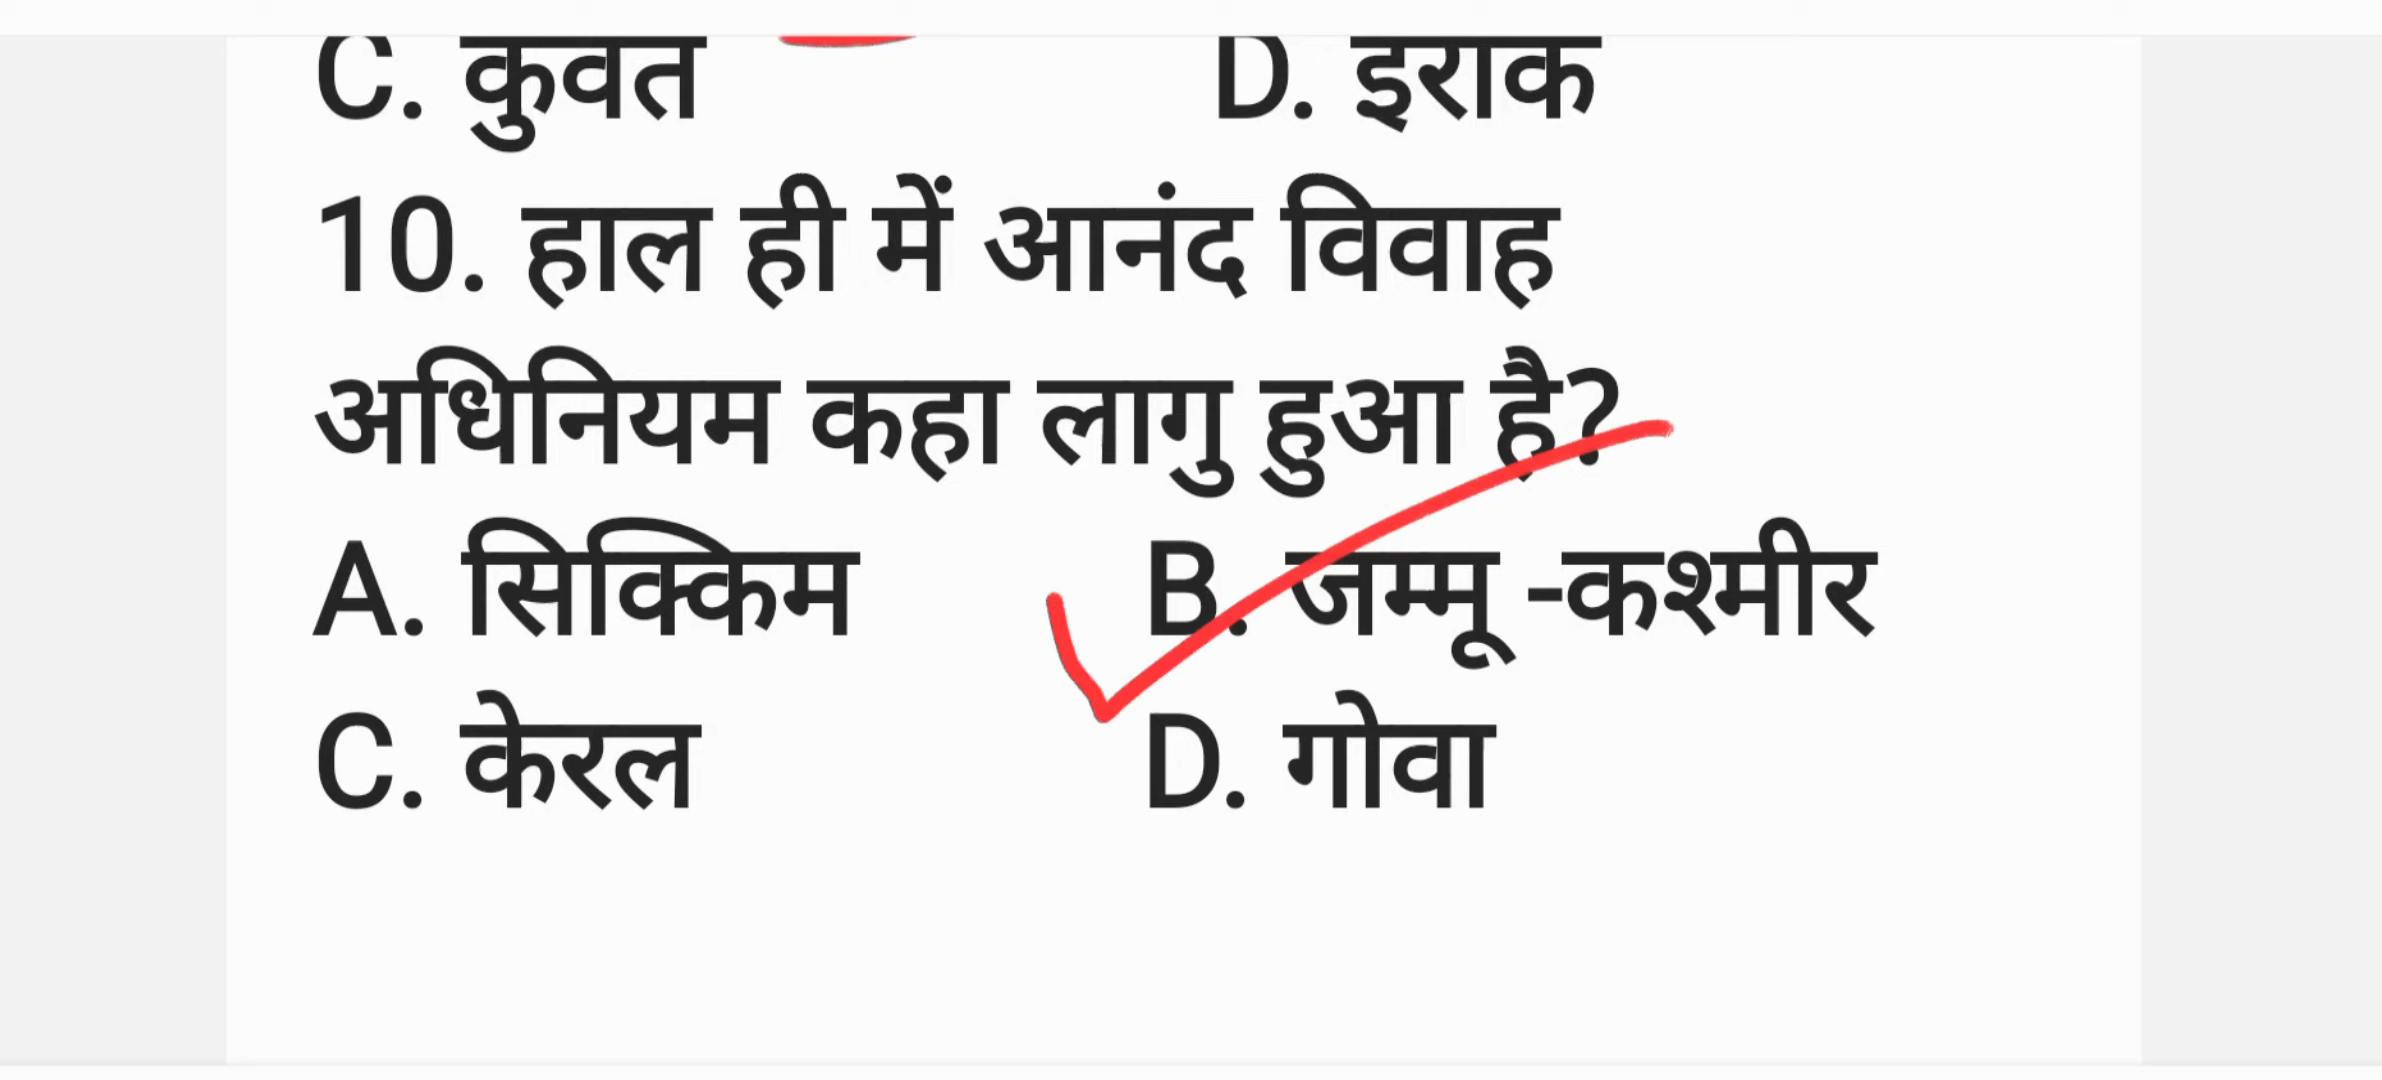 C. कुवत D. इराक
10. हाल ही में आनंद विवाह
अधिनियम कहा लागु हुआ है?
A. सिक्किम B. जम्मू -कश्मीर
C. केरल D. गोवा